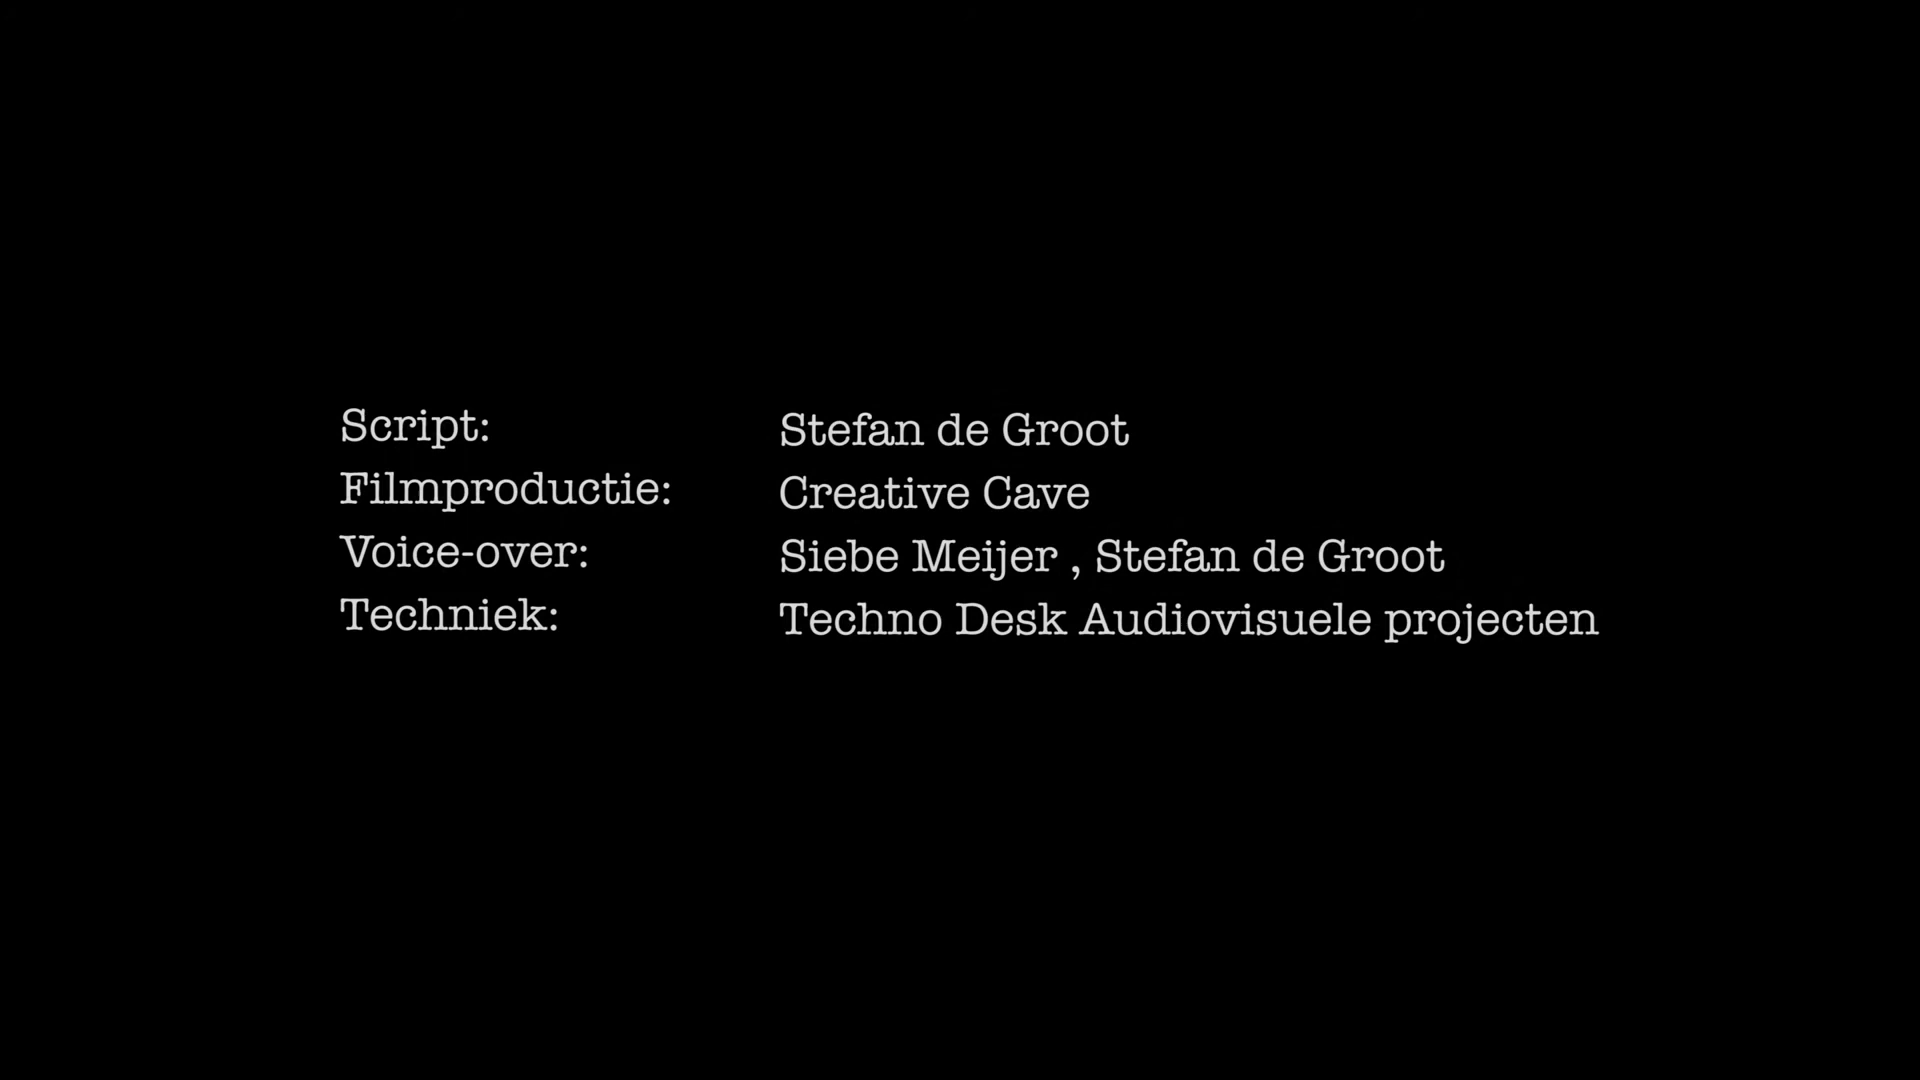 Script: Stefan de Groot
Filmproductie: Creative Cave
Voice-over: Siebe Meijer , Stefan de Groot
Techniek: Techno Desk Audiovisuele projecten